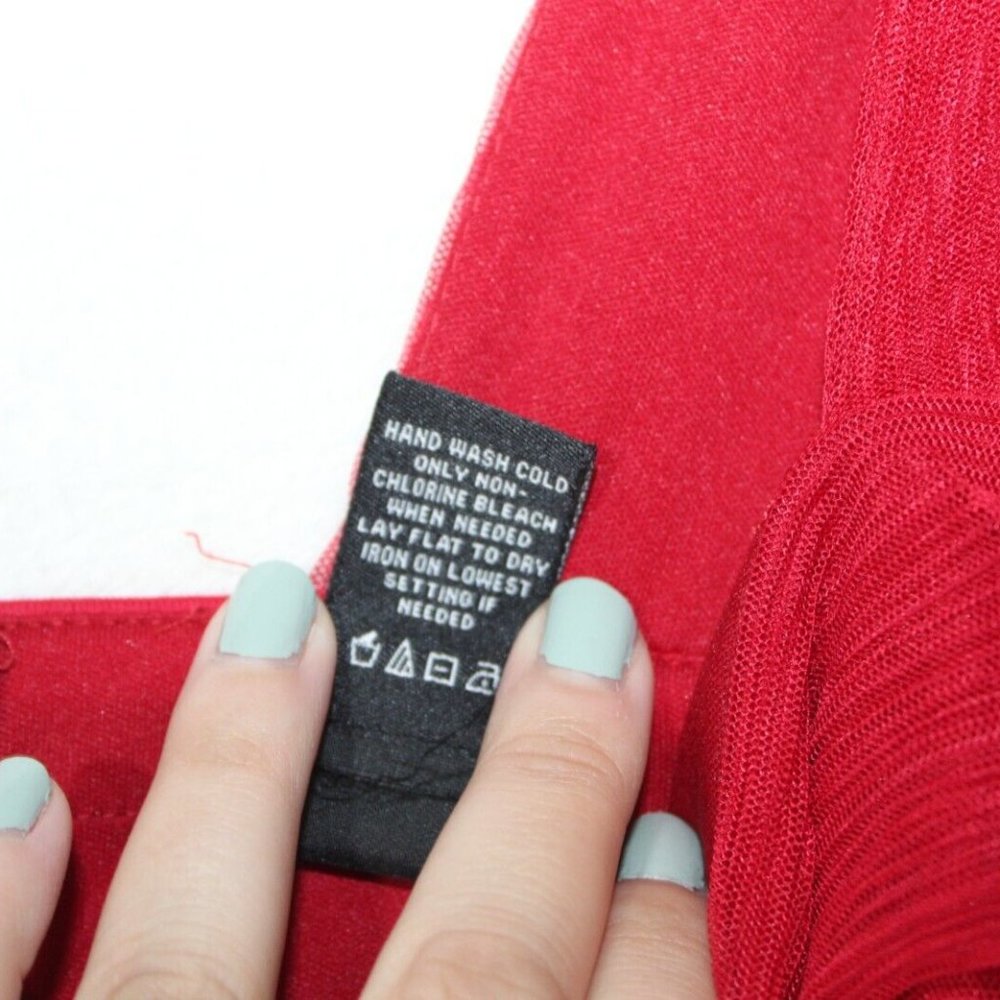 HAND WASH COLD
ONLY NON-
CHLORINE BLEACH
WHEN NEEDED
LAY FLAT TO DRY
IRON ON LOWEST
SETTING IF
NEEDED